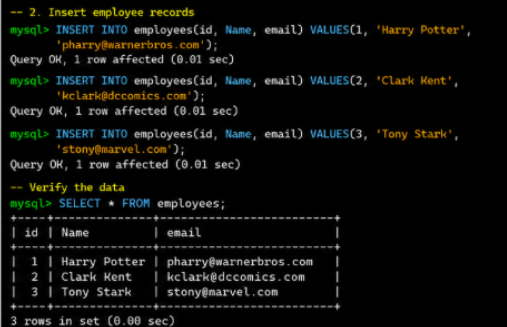 -- 2. Insert employee records
mysql> INSERT INTO employees(id, Name, email) VALUES(1, 'Harry Potter',
'pharry@warnerbros.com');
Query OK, 1 row affected (0.01 sec)
mysql> INSERT INTO employees(id, Name, email) VALUES(2, 'Clark Kent',
'kclark@dccomics.com');
Query OK, 1 row affected (0.01 sec)
mysql> INSERT INTO employees(id, Name, email) VALUES(3, 'Tony Stark',
'stony@marvel.com');
Query OK, 1 row affected (0.01 sec)
-- Verify the data
mysql> SELECT * FROM employees;
+----+--------------+-----------------------+
| id | Name | email |
+----+--------------+-----------------------+
| 1 | Harry Potter | pharry@warnerbros.com |
| 2 | Clark Kent | kclark@dccomics.com |
| 3 | Tony Stark | stony@marvel.com |
+----+--------------+-----------------------+
3 rows in set (0.00 sec)